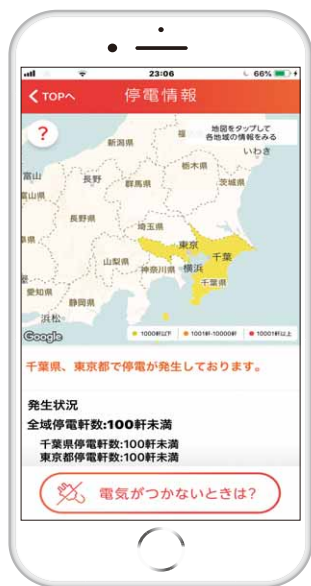 23:06
66%
TOPへ
停電情報
?
地図をタップして
各地域の情報をみる
新潟県
福
いわき
栃木県
富山
長野
群馬県
茨城県
富山県
長野県
埼玉県
東京
千葉
山梨県
神奈川県
横浜
千葉県
愛知県
静岡県
浜松
Google
1000軒以下
1001軒-10000軒
10001軒以上
千葉県、東京都で停電が発生しております。
発生状況
全域停電軒数:100軒未満
千葉県停電軒数:100軒未満
東京都停電軒数:100軒未満
電気がつかないときは?